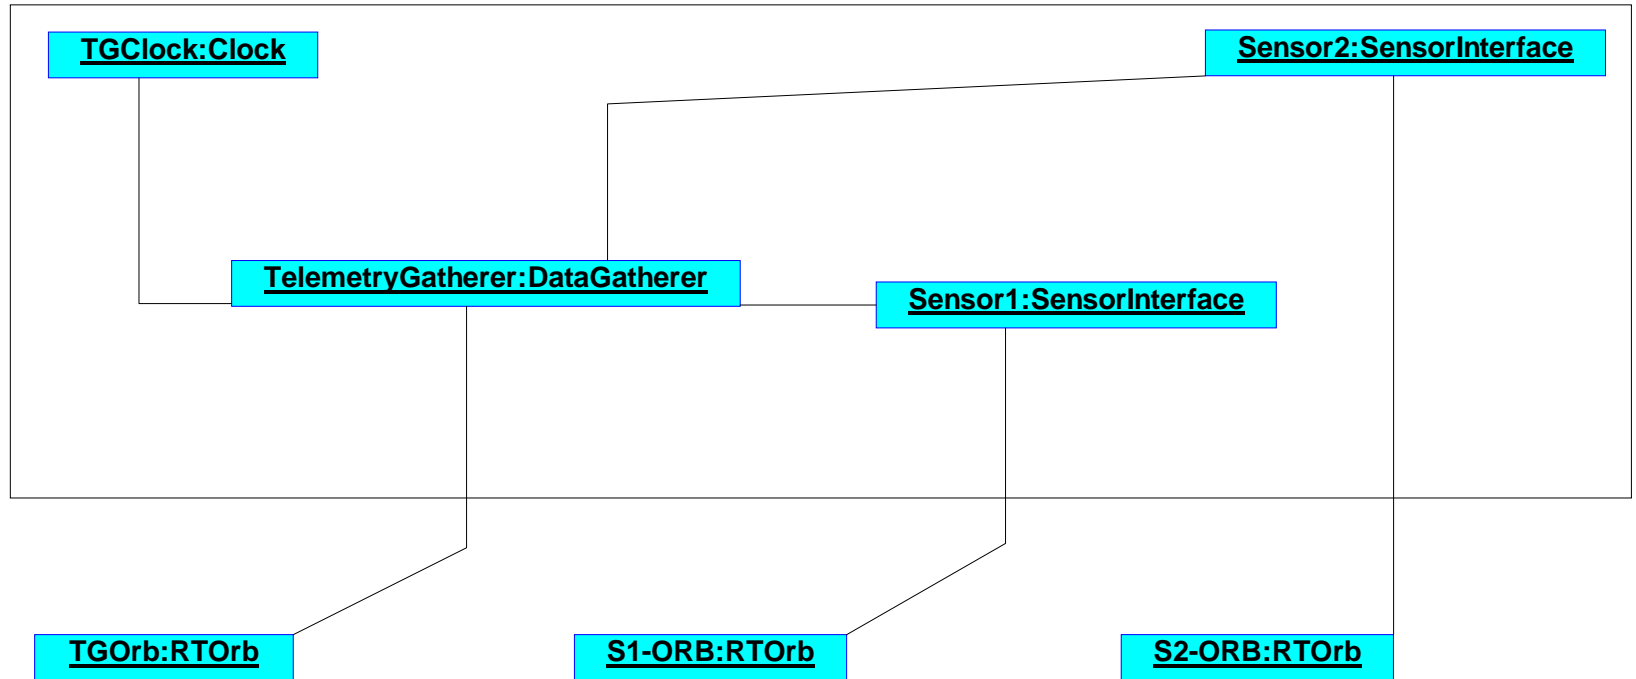 TGClock:Clock
Sensor2:SensorInterface
TelemetryGatherer:DataGatherer
Sensor1:SensorInterface
TGOrb:RTOrb
S1-ORB:RTOrb
S2-ORB:RTOrb